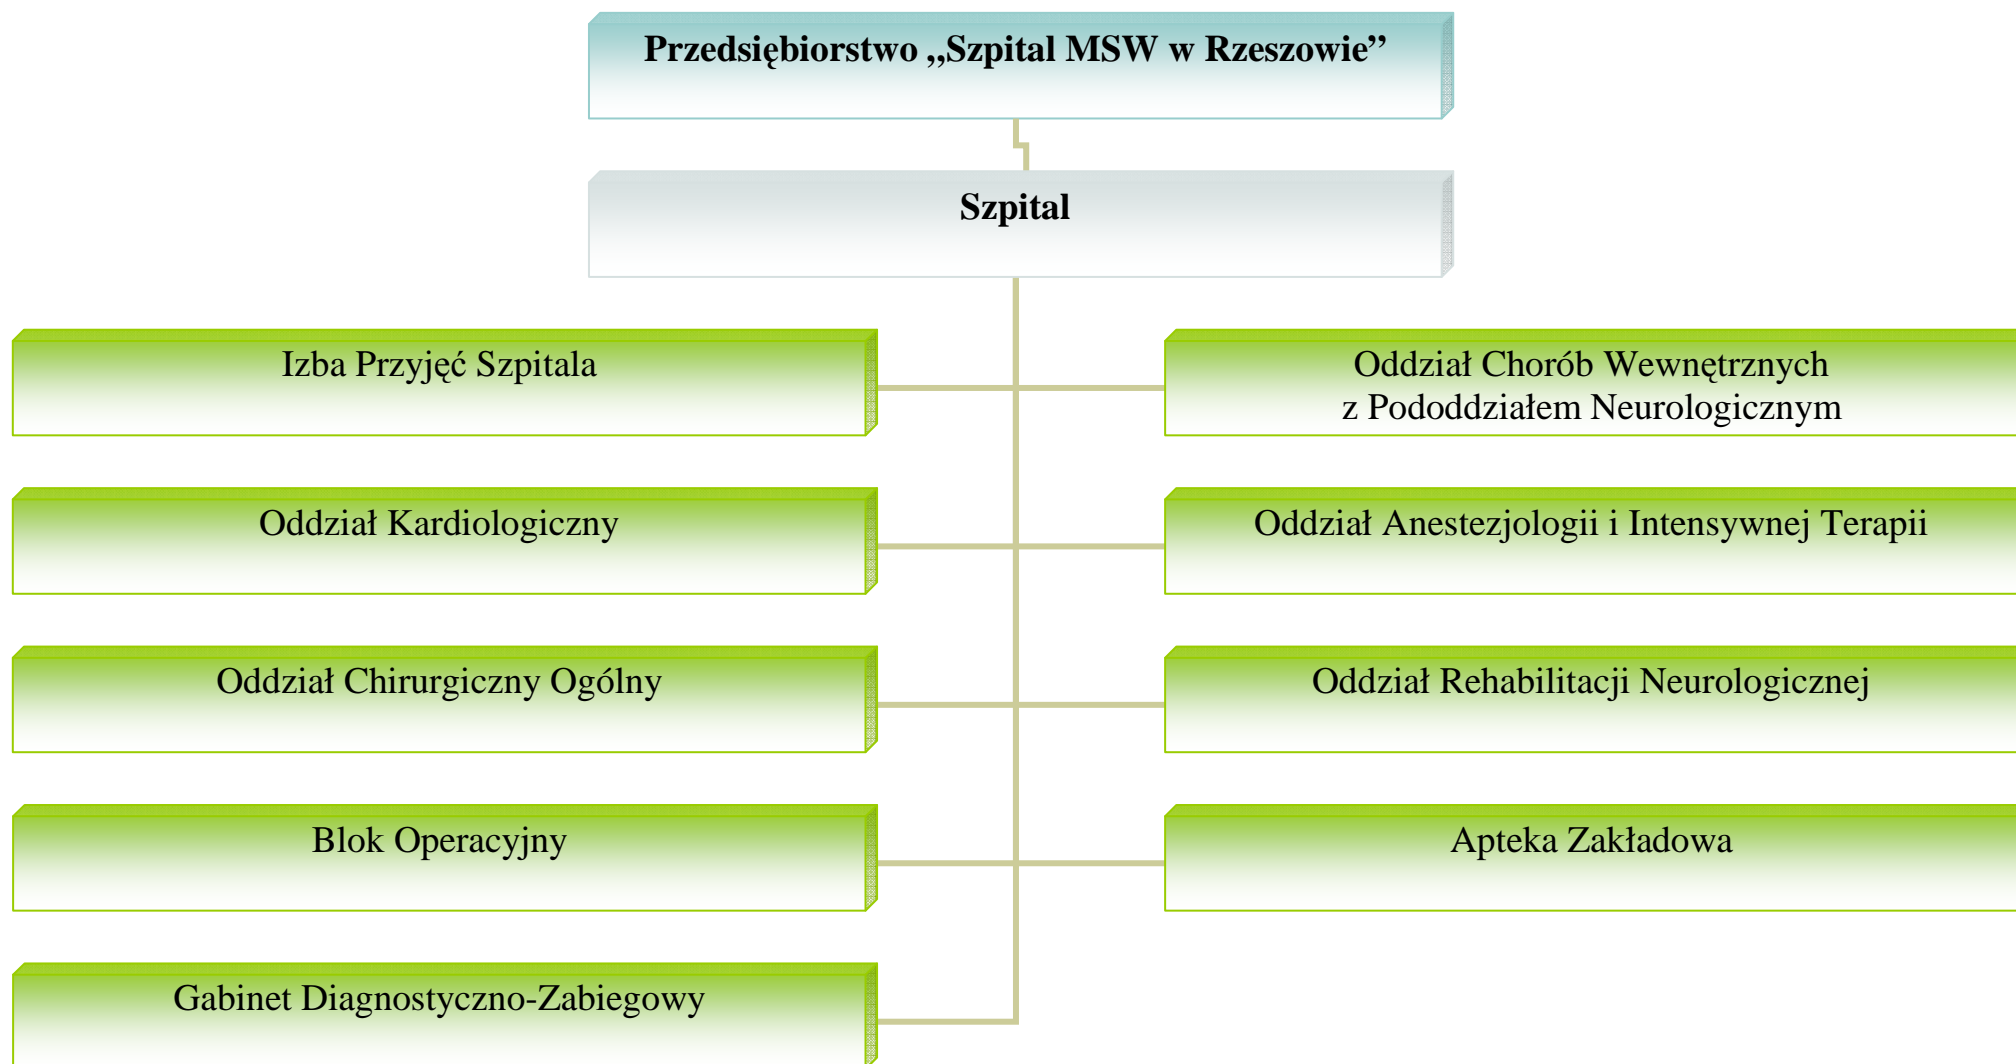 Przedsiębiorstwo „Szpital MSW w Rzeszowie”
Szpital
Izba Przyjęć Szpitala
Oddział Chorób Wewnętrznych
z Pododdziałem Neurologicznym
Oddział Kardiologiczny
Oddział Anestezjologii i Intensywnej Terapii
Oddział Chirurgiczny Ogólny
Oddział Rehabilitacji Neurologicznej
Blok Operacyjny
Apteka Zakładowa
Gabinet Diagnostyczno-Zabiegowy